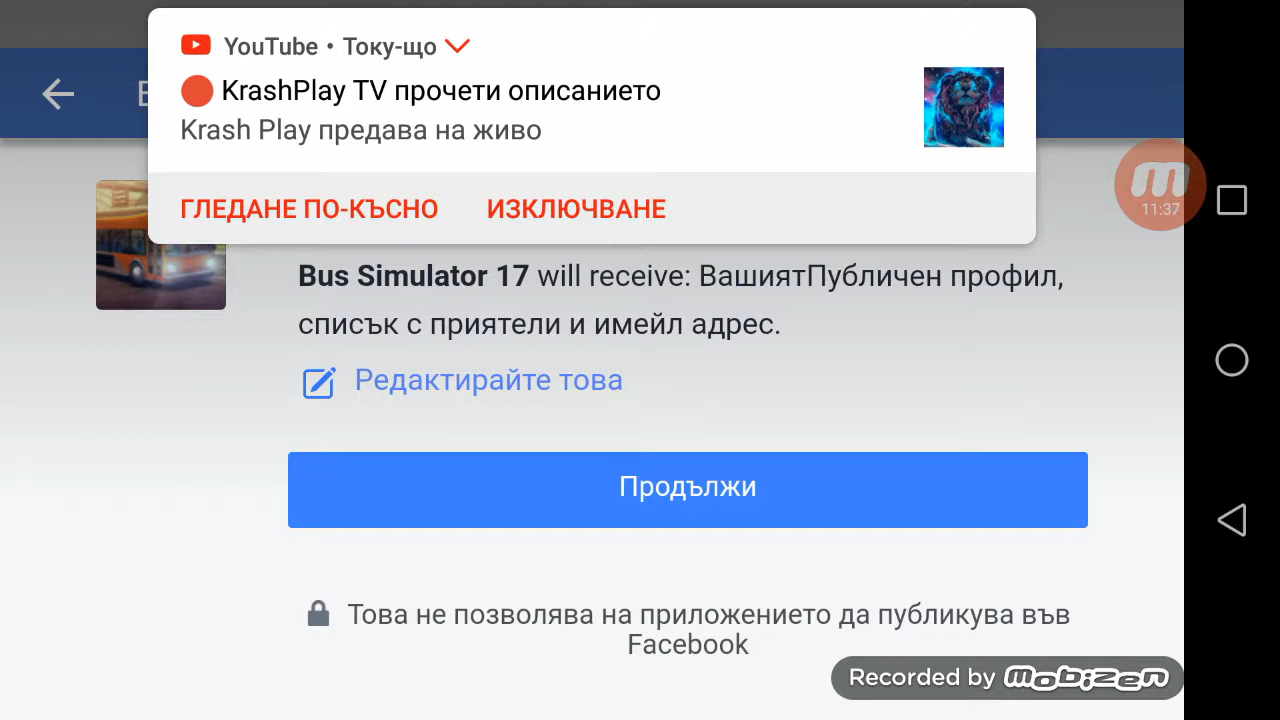 YouTube • Току-що
KrashPlay TV прочети описанието
Krash Play предава на живо
ГЛЕДАНЕ ПО-КЪСНО ИЗКЛЮЧВАНЕ
11:37
Bus Simulator 17 will receive: ВашиятПубличен профил,
списък с приятели и имейл адрес.
Редактирайте това
Продължи
Това не позволява на приложението да публикува във
Facebook
Recorded by mobizen